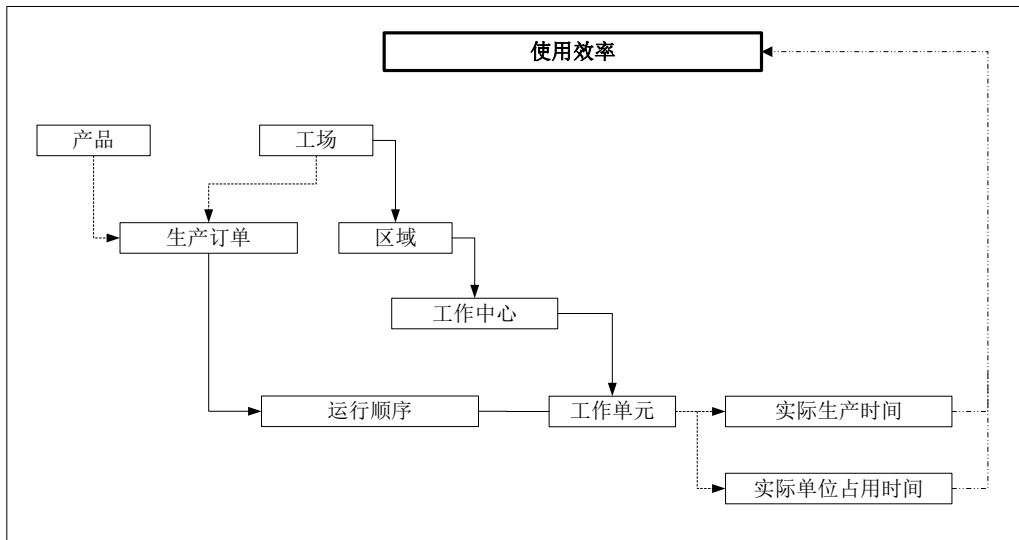 使用效率
产品
工场
生产订单
区域
工作中心
运行顺序
工作单元
实际生产时间
实际单位占用时间